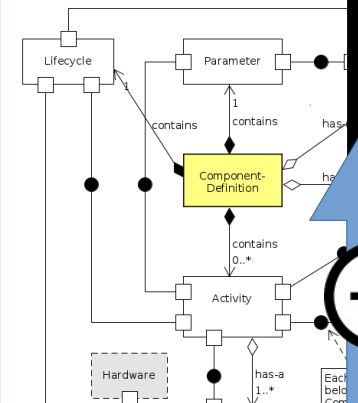 Lifecycle
Parameter
1
1
contains
contains
has-
Component-
Definition
ha
contains
0..*
Activity
Hardware
has-a
1..*
Each
belo
Com